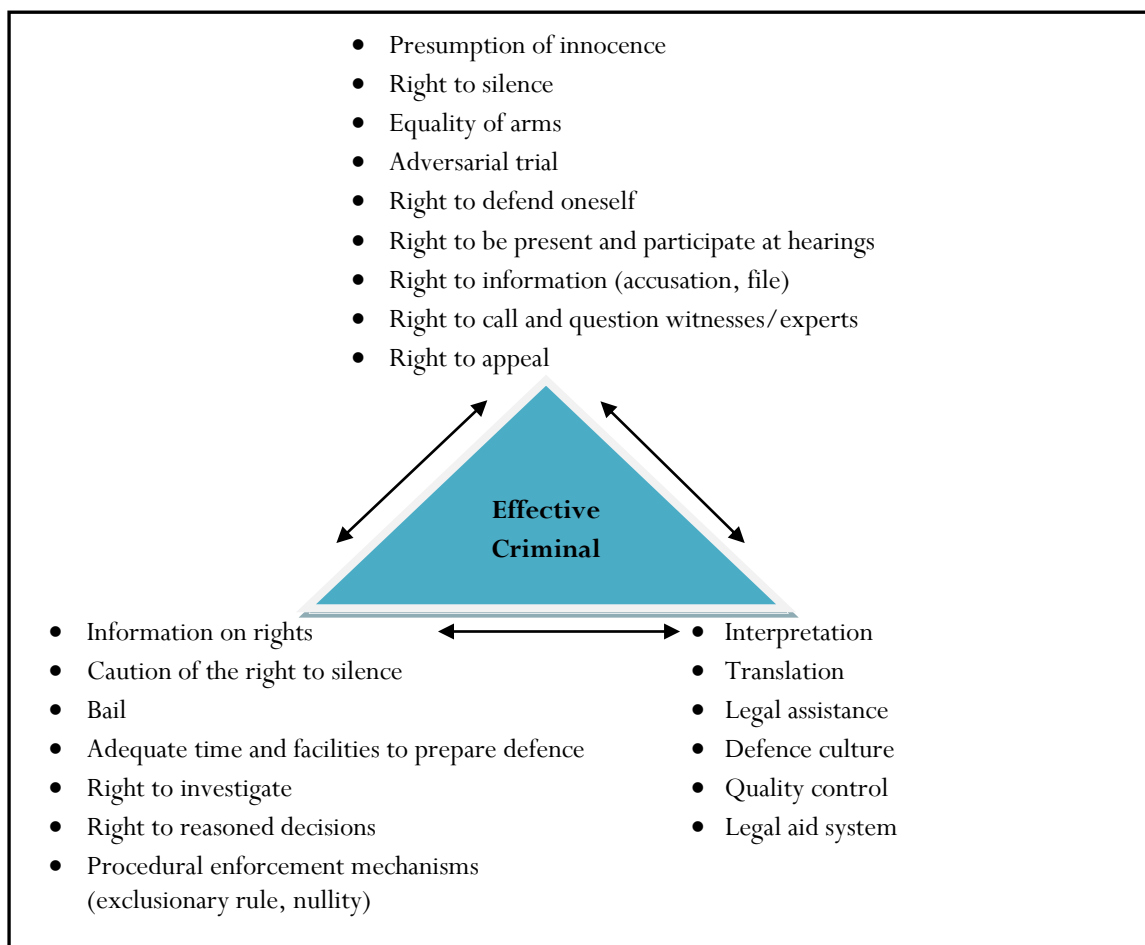 • Presumption of innocence
• Right to silence
• Equality of arms
• Adversarial trial
• Right to defend oneself
• Right to be present and participate at hearings
• Right to information (accusation, file)
• Right to call and question witnesses/experts
• Right to appeal
Effective
Criminal
• Information on rights
• Caution of the right to silence
• Bail
• Adequate time and facilities to prepare defence
• Right to investigate
• Right to reasoned decisions
• Procedural enforcement mechanisms
(exclusionary rule, nullity)
• Interpretation
• Translation
• Legal assistance
• Defence culture
• Quality control
• Legal aid system